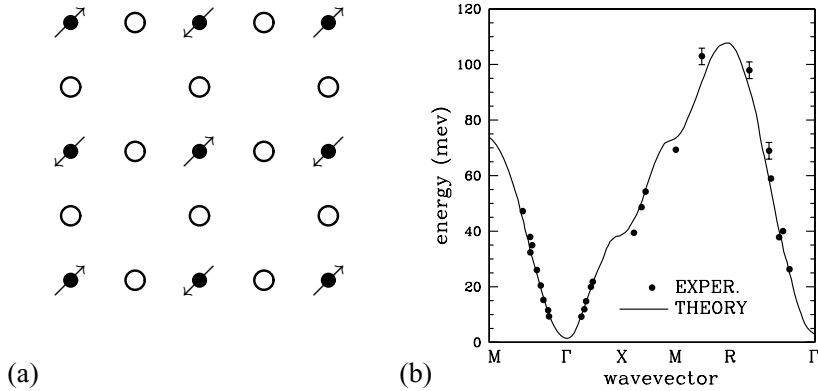 (a)
(b)
energy (mev)
120
100
80
60
40
20
0
EXPER.
THEORY
M Γ X M R Γ
wavevector